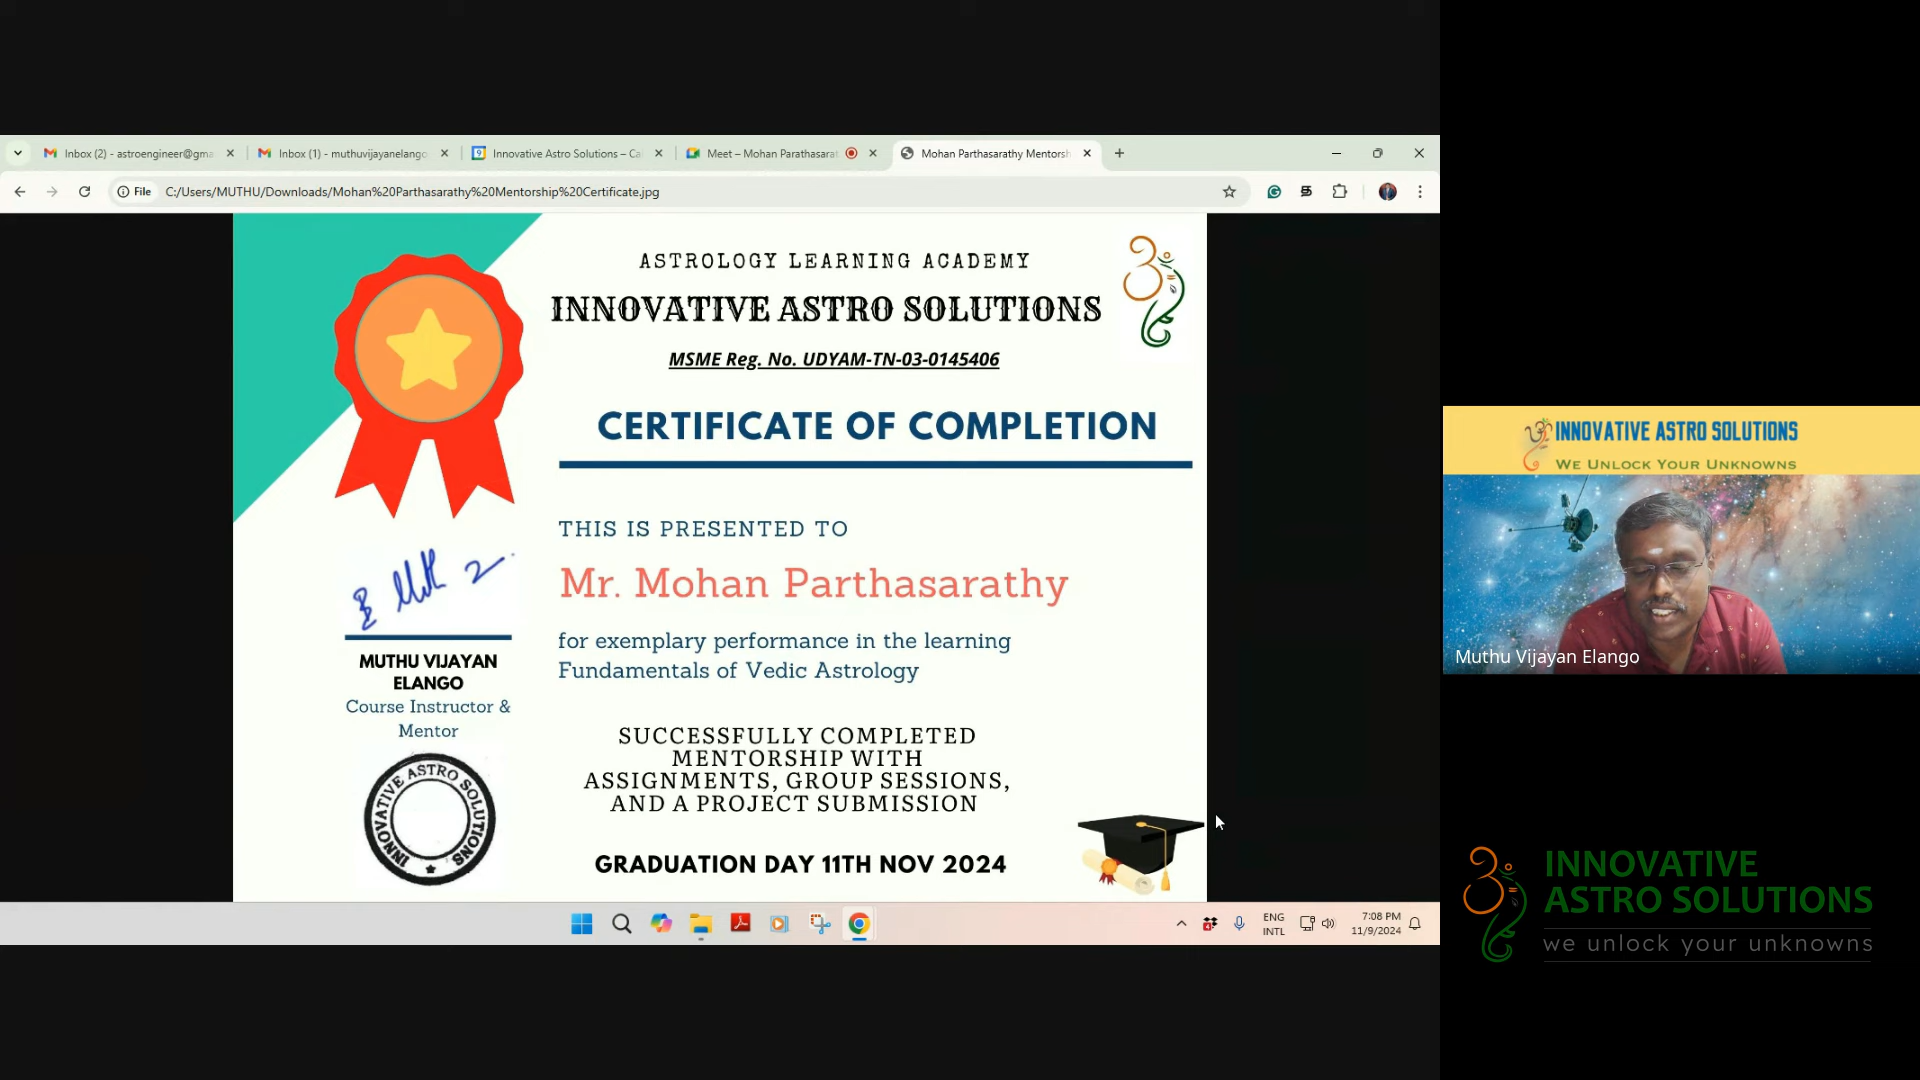 Inbox (2) - astroengineer@gma
Inbox (1) - muthuvijayanelango
Innovative Astro Solutions – Ca
Meet – Mohan Parathasarat
Mohan Parthasarathy Mentorsh
File
C:/Users/MUTHU/Downloads/Mohan%20Parthasarathy%20Mentorship%20Certificate.jpg
ASTROLOGY LEARNING ACADEMY
INNOVATIVE ASTRO SOLUTIONS
MSME Reg. No. UDYAM-TN-03-0145406
CERTIFICATE OF COMPLETION
THIS IS PRESENTED TO
Mr. Mohan Parthasarathy
for exemplary performance in the learning
Fundamentals of Vedic Astrology
MUTHU VIJAYAN
ELANGO
Course Instructor &
Mentor
INNOVATIVE ASTRO SOLUTIONS
SUCCESSFULLY COMPLETED
MENTORSHIP WITH
ASSIGNMENTS, GROUP SESSIONS,
AND A PROJECT SUBMISSION
GRADUATION DAY 11TH NOV 2024
ENG
INTL
7:08 PM
11/9/2024
INNOVATIVE ASTRO SOLUTIONS
WE UNLOCK YOUR UNKNOWNS
Muthu Vijayan Elango
INNOVATIVE
ASTRO SOLUTIONS
we unlock your unknowns